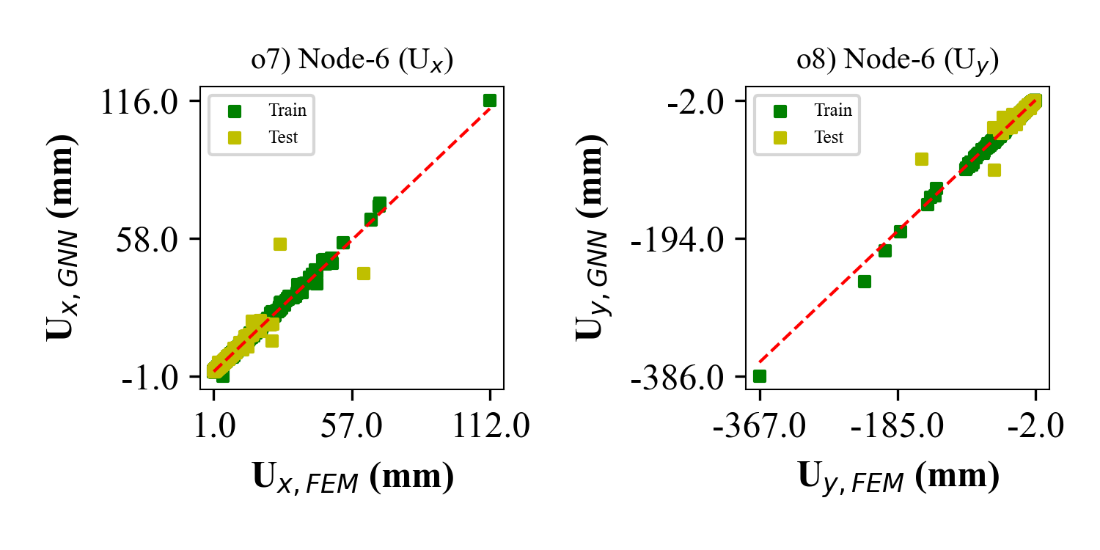 o7) Node-6 (Ux)
116.0
58.0
-1.0
Train
Test
1.0
57.0
112.0
Ux, FEM (mm)
Ux, GNN (mm)
o8) Node-6 (Uy)
-2.0
-194.0
-386.0
Train
Test
-367.0
-185.0
-2.0
Uy, FEM (mm)
Uy, GNN (mm)